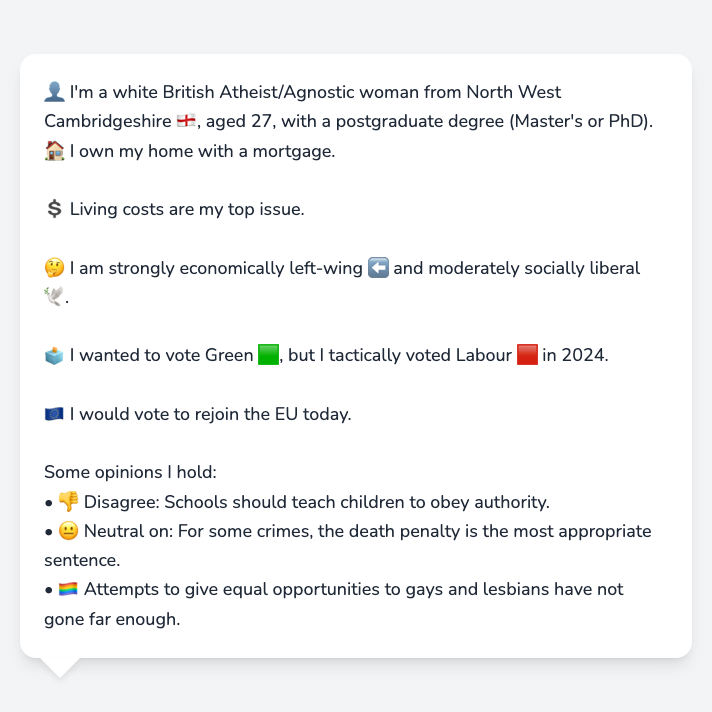 👤 I'm a white British Atheist/Agnostic woman from North West
Cambridgeshire 🏴󠁧󠁢󠁥󠁮󠁧󠁿, aged 27, with a postgraduate degree (Master's or PhD).
🏠 I own my home with a mortgage.
💲 Living costs are my top issue.
🤔 I am strongly economically left-wing ⬅️ and moderately socially liberal
🕊️.
🗳️ I wanted to vote Green 🟩, but I tactically voted Labour 🟥 in 2024.
🇪🇺 I would vote to rejoin the EU today.
Some opinions I hold:
• 👎 Disagree: Schools should teach children to obey authority.
• 😐 Neutral on: For some crimes, the death penalty is the most appropriate
sentence.
• 🏳️‍🌈 Attempts to give equal opportunities to gays and lesbians have not
gone far enough.